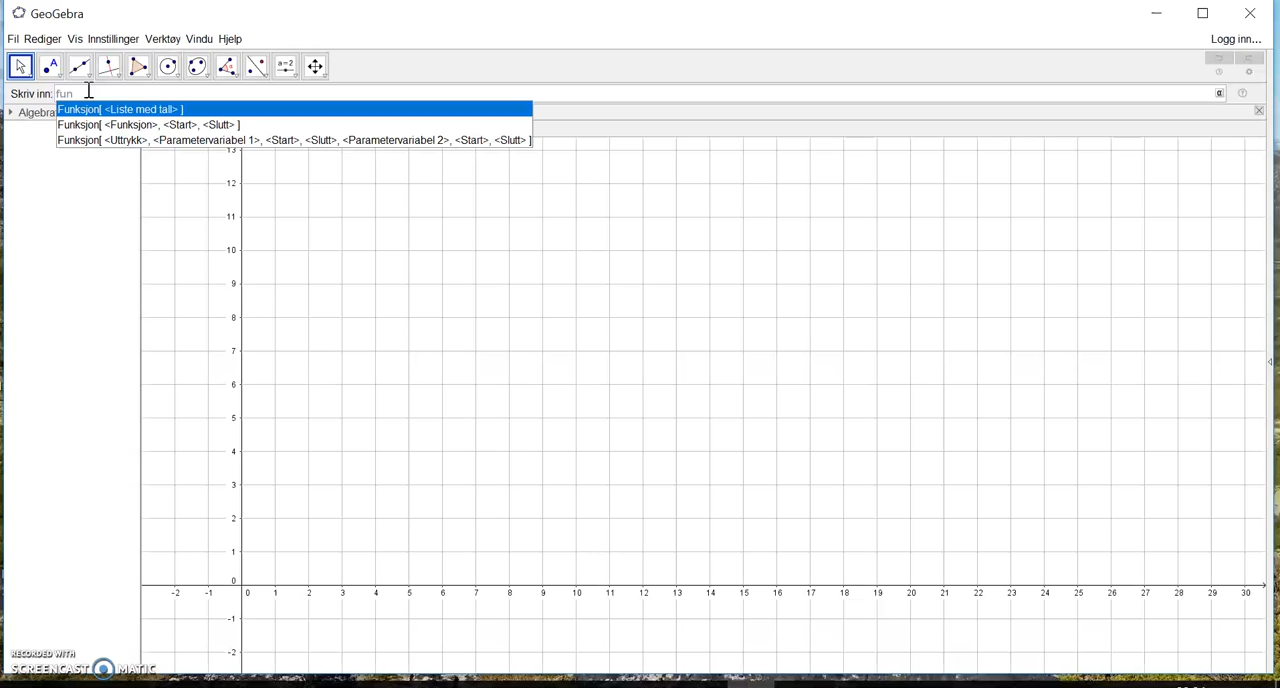 GeoGebra
Fil Rediger Vis Innstillinger Verktøy Vindu Hjelp Logg inn...
A a=2
Skriv inn: fun α
Funksjon[ <Liste med tall> ]
Algebra
Funksjon[ <Funksjon>, <Start>, <Slutt> ]
Funksjon[ <Uttrykk>, <Parametervariabel 1>, <Start>, <Slutt>, <Parametervariabel 2>, <Start>, <Slutt> ]
13
12
11
10
9
8
7
6
5
4
3
2
1
0
-2 -1 0 1 2 3 4 5 6 7 8 9 10 11 12 13 14 15 16 17 18 19 20 21 22 23 24 25 26 27 28 29 30
-1
-2
RECORDED WITH
SCREENCAST MATIC